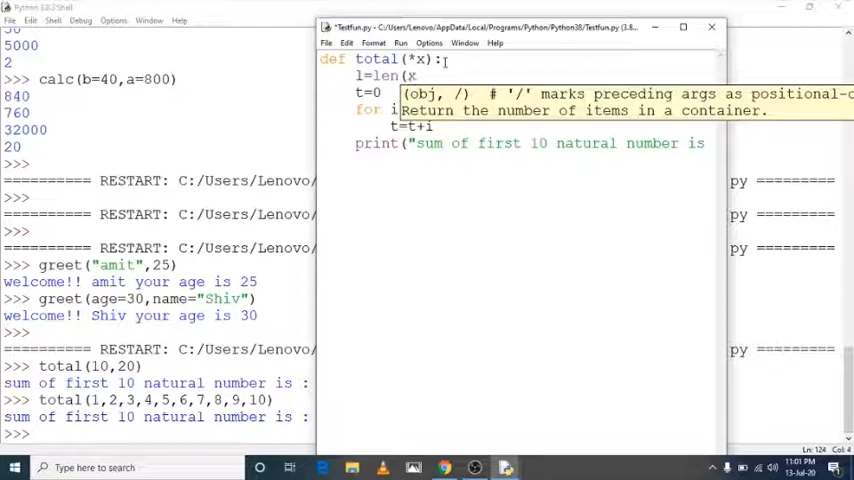 Python 3.8.3 Shell
File Edit Shell Debug Options Window Help
50
5000
2
>>> calc(b=40,a=800)
840
760
32000
20
>>>
========== RESTART: C:/Users/Lenovo/
py =========
>>>
========== RESTART: C:/Users/Lenovo/
py =========
>>>
========== RESTART: C:/Users/Lenovo/
py =========
>>> greet("amit",25)
welcome!! amit your age is 25
>>> greet(age=30,name="Shiv")
welcome!! Shiv your age is 30
>>>
========== RESTART: C:/Users/Lenovo/
py =========
>>> total(10,20)
sum of first 10 natural number is :
>>> total(1,2,3,4,5,6,7,8,9,10)
sum of first 10 natural number is :
>>>
*Testfun.py - C:/Users/Lenovo/AppData/Local/Programs/Python/Python38/Testfun.py (3.8...
File Edit Format Run Options Window Help
def total(*x):
l=len(x
(obj, /) # '/' marks preceding args as positional-o
Return the number of items in a container.
t=0
for i
t=t+i
print("sum of first 10 natural number is
Ln: 124 Col: 4
Type here to search
11:01 PM
13-Jul-20